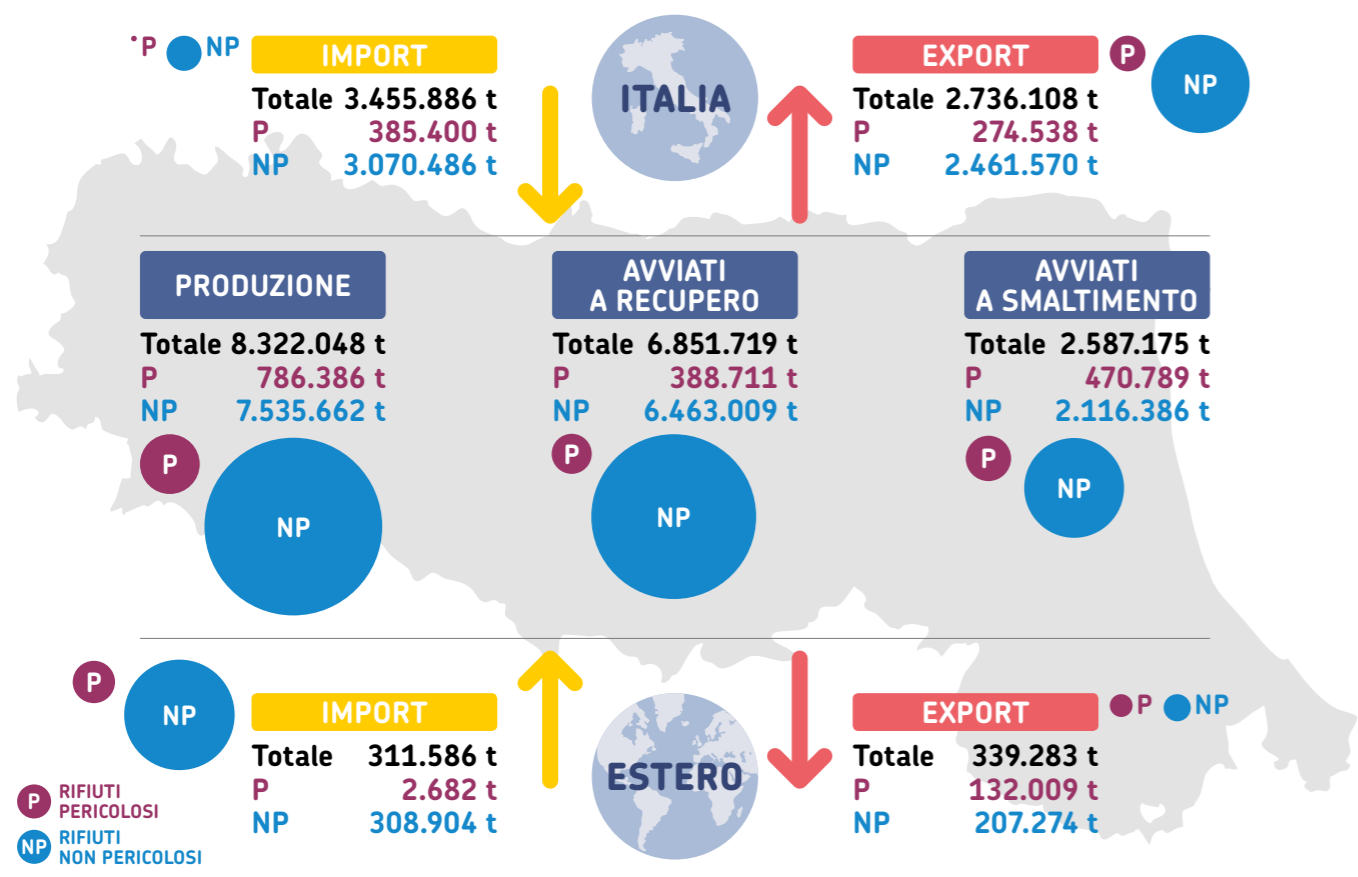 P NP
IMPORT
Totale 3.455.886 t
P 385.400 t
NP 3.070.486 t
ITALIA
EXPORT
Totale 2.736.108 t
P 274.538 t
NP 2.461.570 t
P
NP
PRODUZIONE
Totale 8.322.048 t
P 786.386 t
NP 7.535.662 t
P
NP
AVVIATI
A RECUPERO
Totale 6.851.719 t
P 388.711 t
NP 6.463.009 t
P
NP
AVVIATI
A SMALTIMENTO
Totale 2.587.175 t
P 470.789 t
NP 2.116.386 t
P
NP
P
NP
IMPORT
Totale 311.586 t
P 2.682 t
NP 308.904 t
ESTERO
EXPORT
Totale 339.283 t
P 132.009 t
NP 207.274 t
P NP
P RIFIUTI
PERICOLOSI
NP RIFIUTI
NON PERICOLOSI